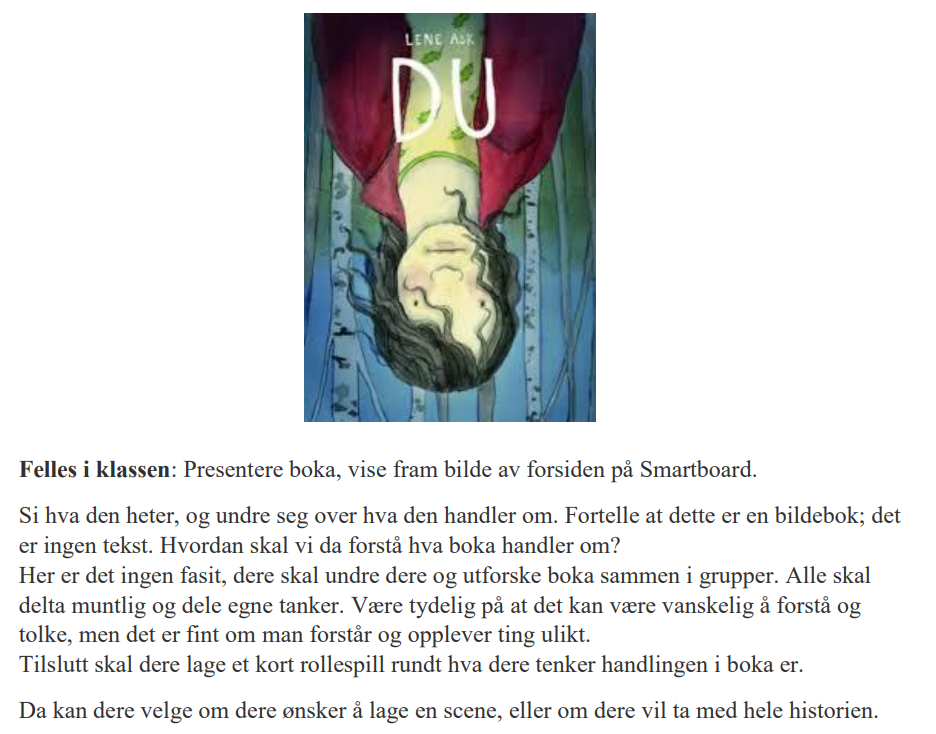 LENE ASK
DU
Felles i klassen: Presentere boka, vise fram bilde av forsiden på Smartboard.
Si hva den heter, og undre seg over hva den handler om. Fortelle at dette er en bildebok; det
er ingen tekst. Hvordan skal vi da forstå hva boka handler om?
Her er det ingen fasit, dere skal undre dere og utforske boka sammen i grupper. Alle skal
delta muntlig og dele egne tanker. Være tydelig på at det kan være vanskelig å forstå og
tolke, men det er fint om man forstår og opplever ting ulikt.
Tilslutt skal dere lage et kort rollespill rundt hva dere tenker handlingen i boka er.
Da kan dere velge om dere ønsker å lage en scene, eller om dere vil ta med hele historien.